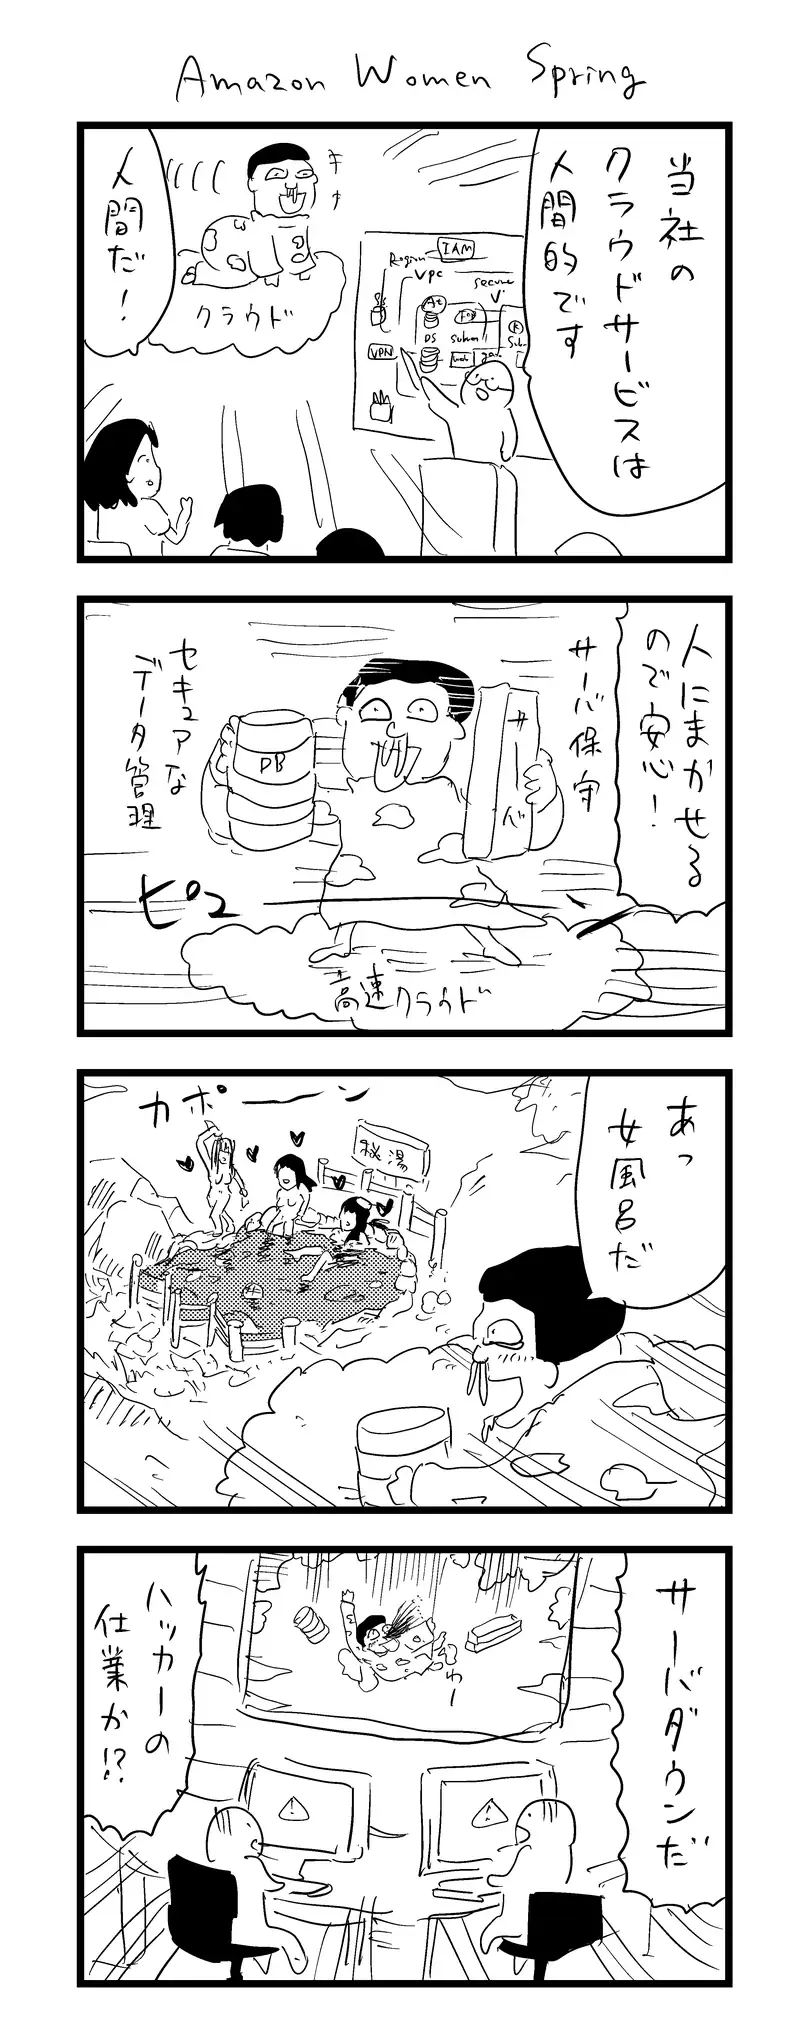 Amazon Women Spring
当社の
クラウドサービスは
人間的です
キャ
クラウド
人間だ！
IAM
Region
Vpc
secure
V
DS
VPN
人にまかせる
ので安心！
サーバ保守
サーバ
DB
セキュアな
データ管理
ピュー
高速クラウド
あっ
女風呂だ
カポーン
秘湯
サーバダウンだ
わー
ハッカーの
仕業か!?